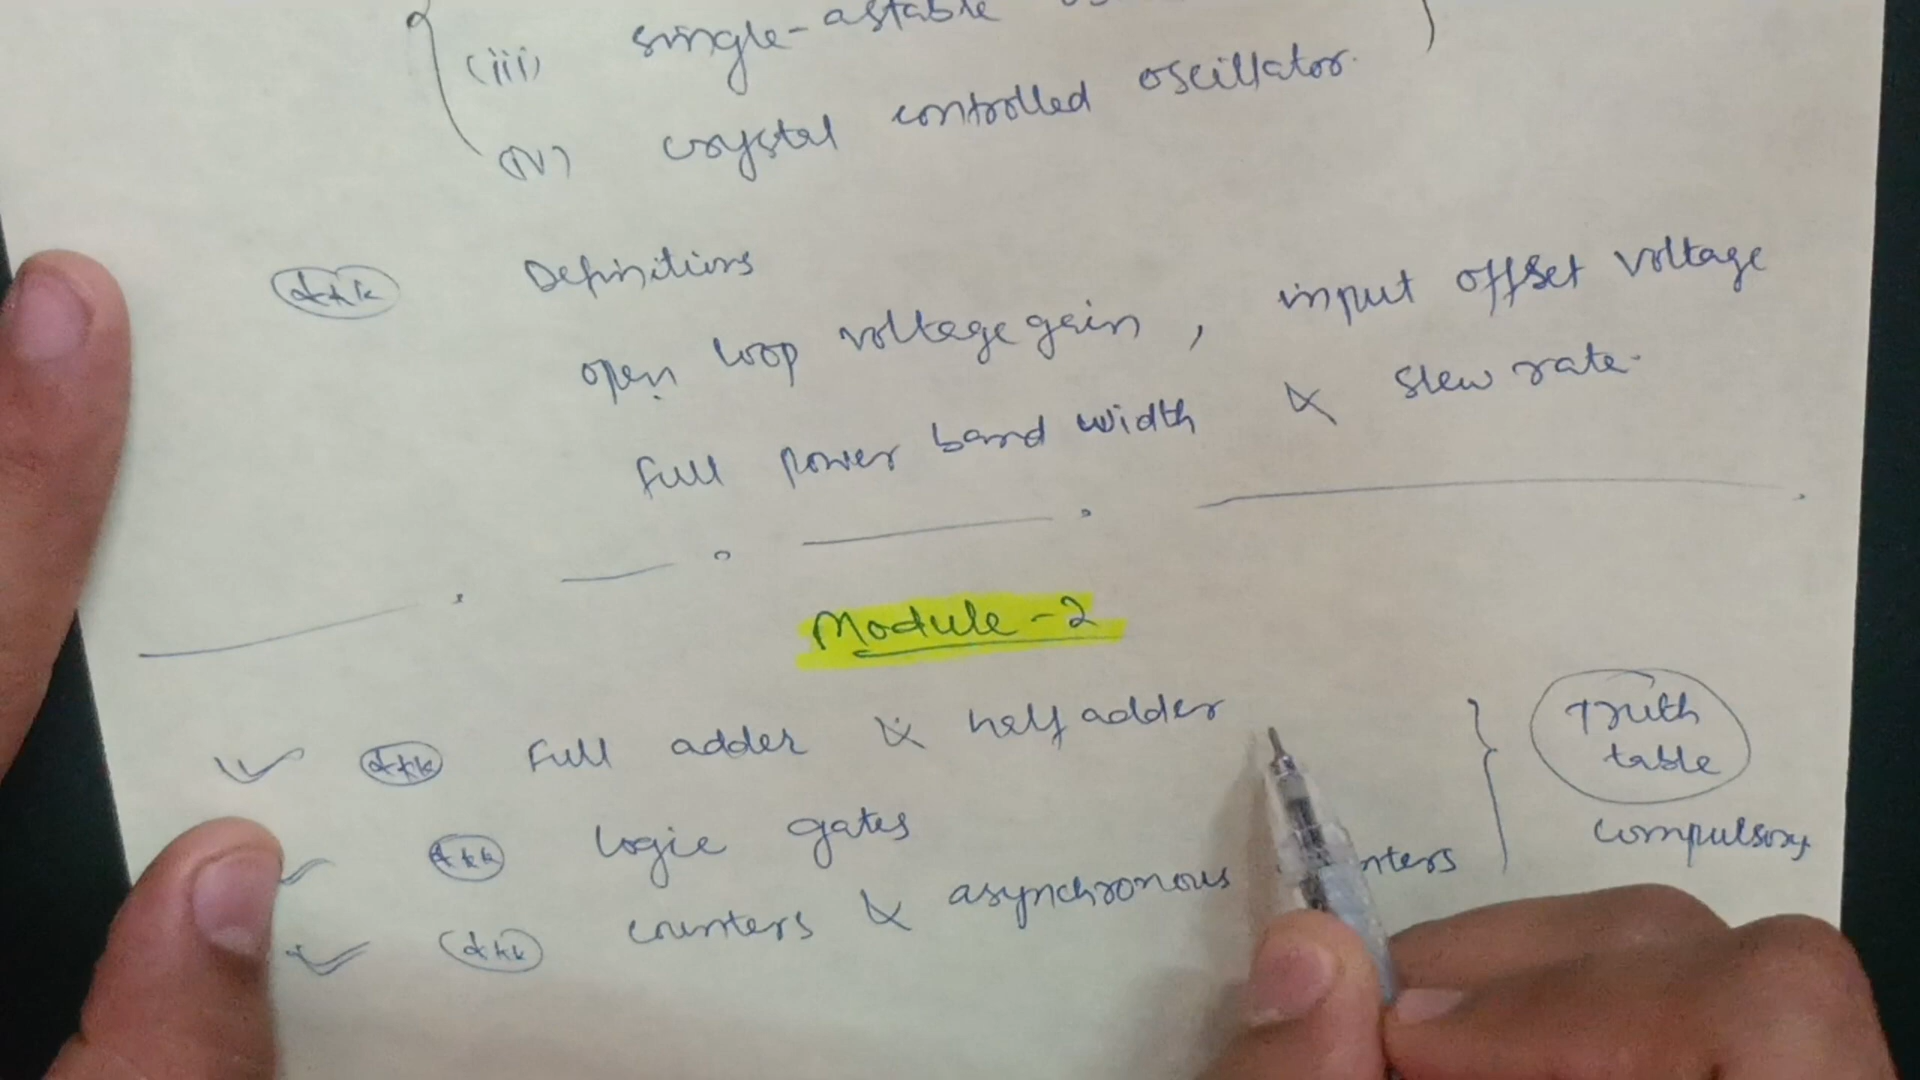 (iii) single-astable
(iv) crystal controlled oscillator.
*** Definitions
open loop voltage gain, input offset voltage
full power band width & slew rate.
Module-2
*** Full adder & half adder
*** logic gates
*** counters & asynchronous nters
Truth
table
compulsory